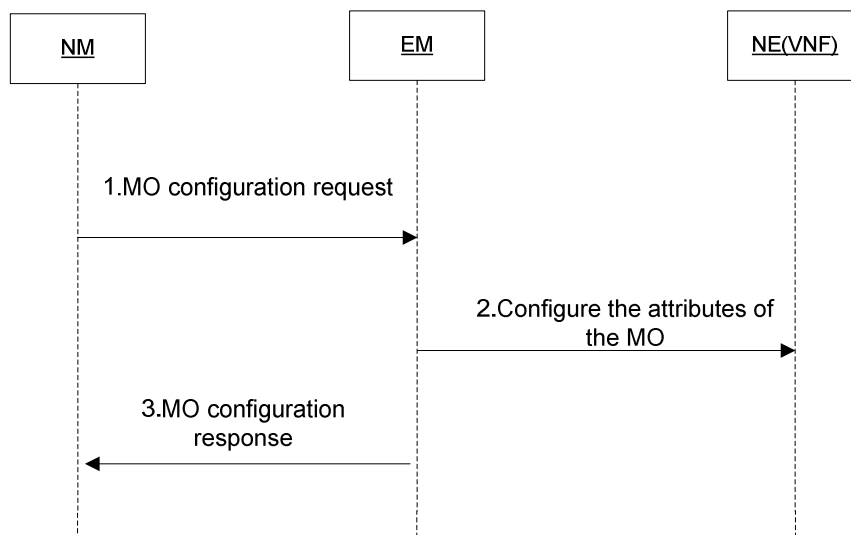 NM
EM
NE(VNF)
1.MO configuration request
2.Configure the attributes of
the MO
3.MO configuration
response